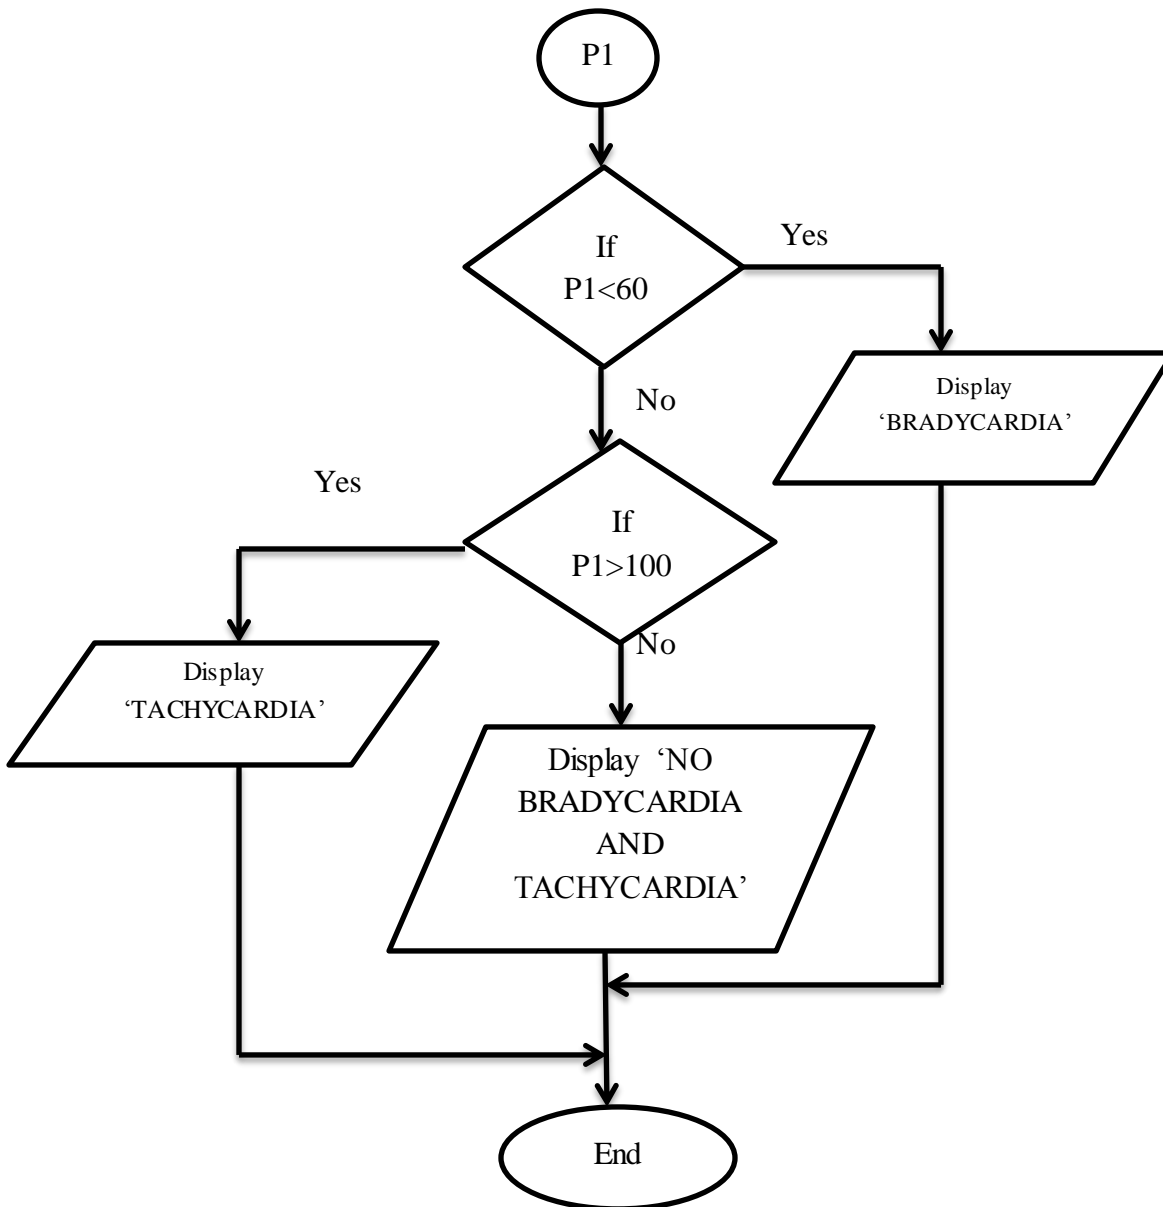 P1
If
P1<60
Yes
No
Display
‘BRADYCARDIA’
Yes
If
P1>100
No
Display
‘TACHYCARDIA’
Display ‘NO
BRADYCARDIA
AND
TACHYCARDIA’
End